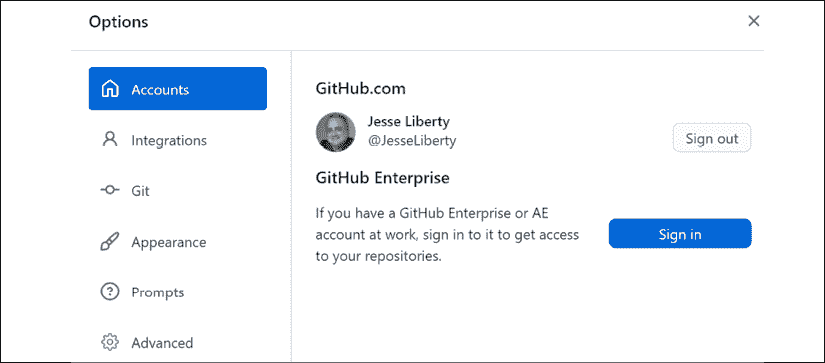 Options
Accounts
Integrations
Git
Appearance
Prompts
Advanced
GitHub.com
Jesse Liberty
@JesseLiberty
Sign out
GitHub Enterprise
If you have a GitHub Enterprise or AE
account at work, sign in to it to get access
to your repositories.
Sign in